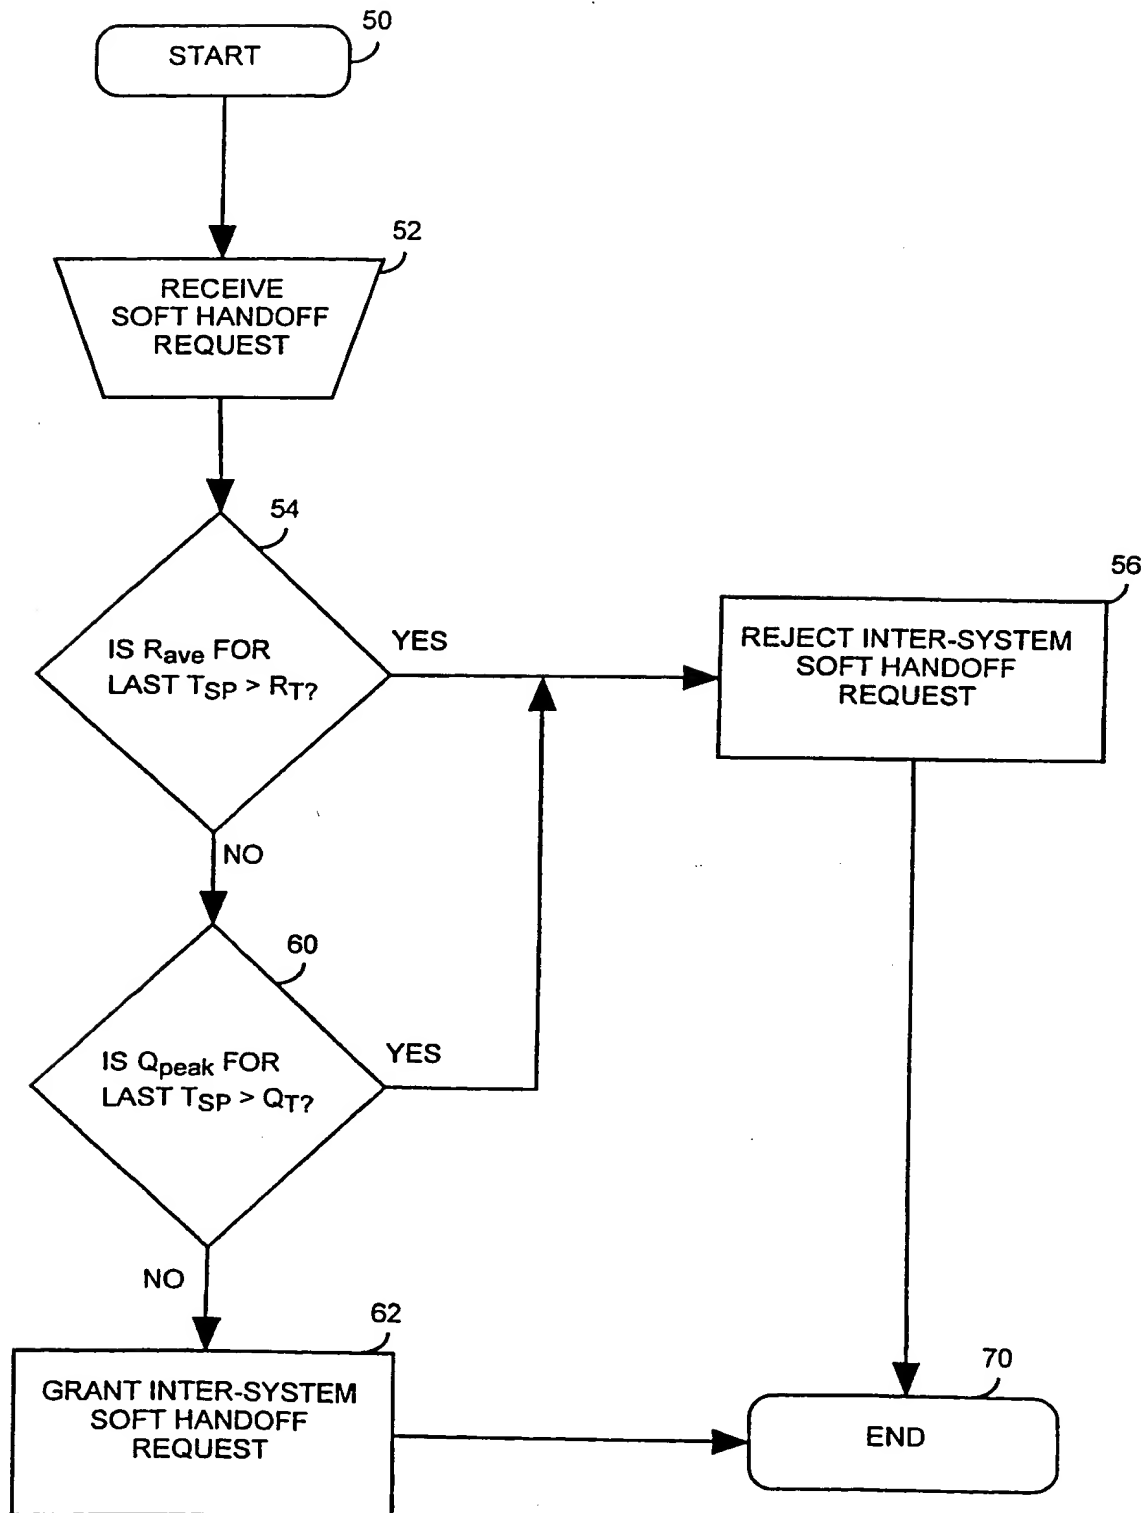 50
START
52
RECEIVE
SOFT HANDOFF
REQUEST
54
IS Rave FOR
LAST TSP > RT?
YES
56
REJECT INTER-SYSTEM
SOFT HANDOFF
REQUEST
NO
60
IS Qpeak FOR
LAST TSP > QT?
YES
NO
62
GRANT INTER-SYSTEM
SOFT HANDOFF
REQUEST
70
END